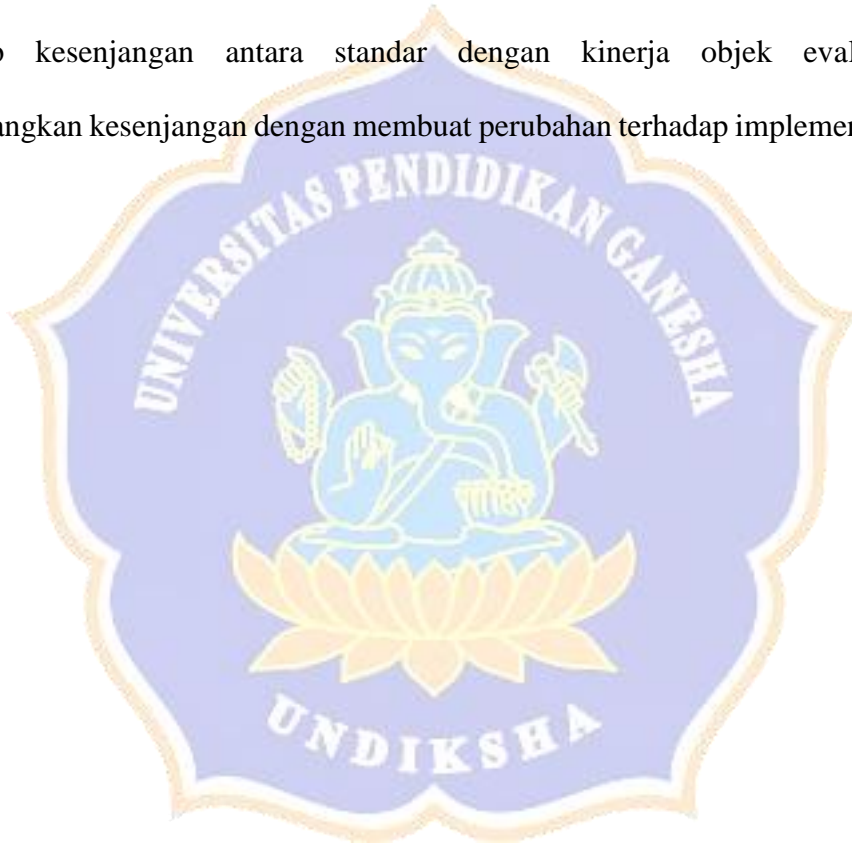 kesenjangan antara standar dengan kinerja objek eval
angkan kesenjangan dengan membuat perubahan terhadap implemen
UNIVERSITAS PENDIDIKAN GANESHA
UNDIKSHA